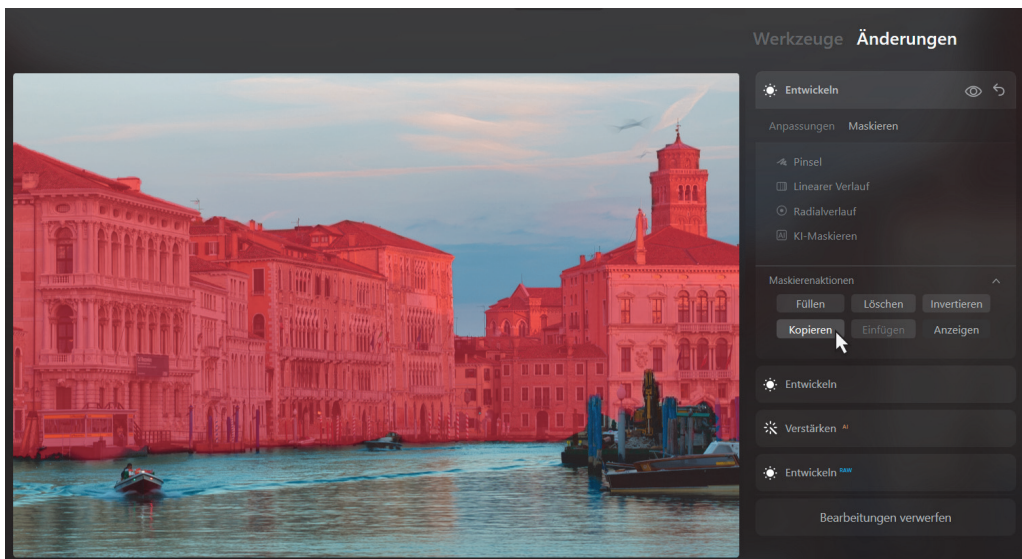 Werkzeuge Änderungen
Entwickeln
Anpassungen Maskieren
Pinsel
Linearer Verlauf
Radialverlauf
AI KI-Maskieren
Maskierenaktionen
Füllen Löschen Invertieren
Kopieren Einfügen Anzeigen
Entwickeln
Verstärken AI
Entwickeln RAW
Bearbeitungen verwerfen